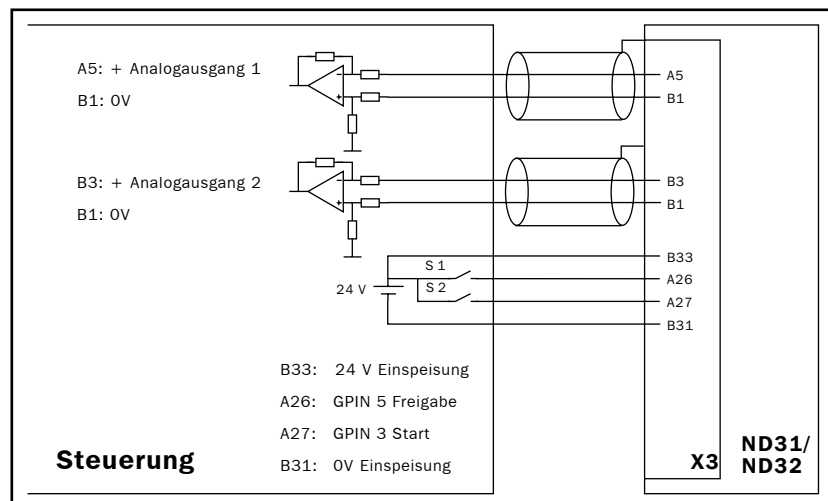 A5: + Analogausgang 1
B1: 0V
A5
B1
B3: + Analogausgang 2
B1: 0V
B3
B1
B33
S 1
A26
24 V
S 2
A27
B31
B33: 24 V Einspeisung
A26: GPIN 5 Freigabe
A27: GPIN 3 Start
B31: 0V Einspeisung
Steuerung
X3
ND31/
ND32